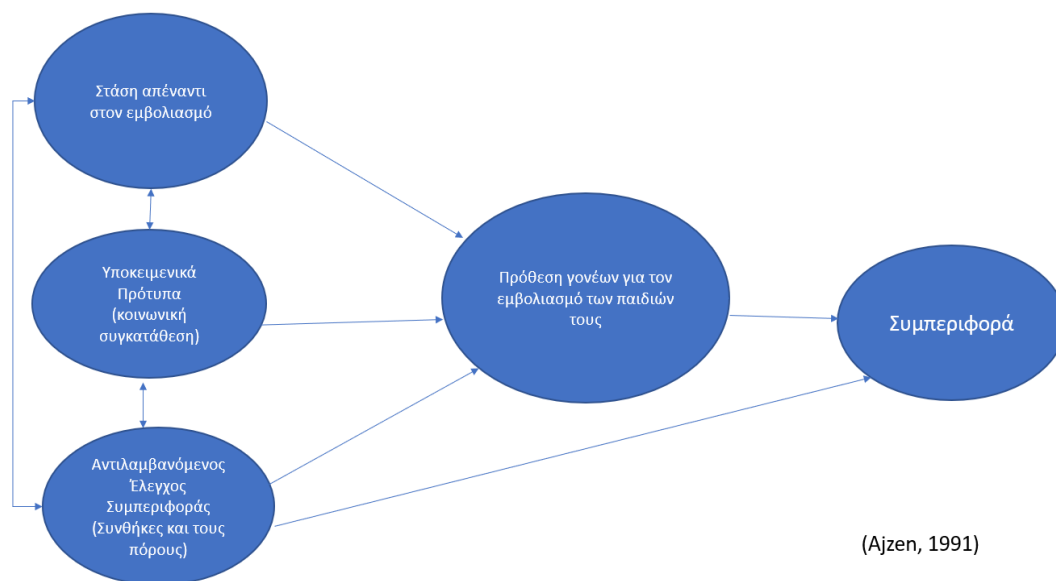 Στάση απέναντι
στον εμβολιασμό
Υποκειμενικά
Πρότυπα
(κοινωνική
συγκατάθεση)
Αντιλαμβανόμενος
Έλεγχος
Συμπεριφοράς
(Συνθήκες και τους
πόρους)
Πρόθεση γονέων για τον
εμβολιασμό των παιδιών
τους
Συμπεριφορά
(Ajzen, 1991)